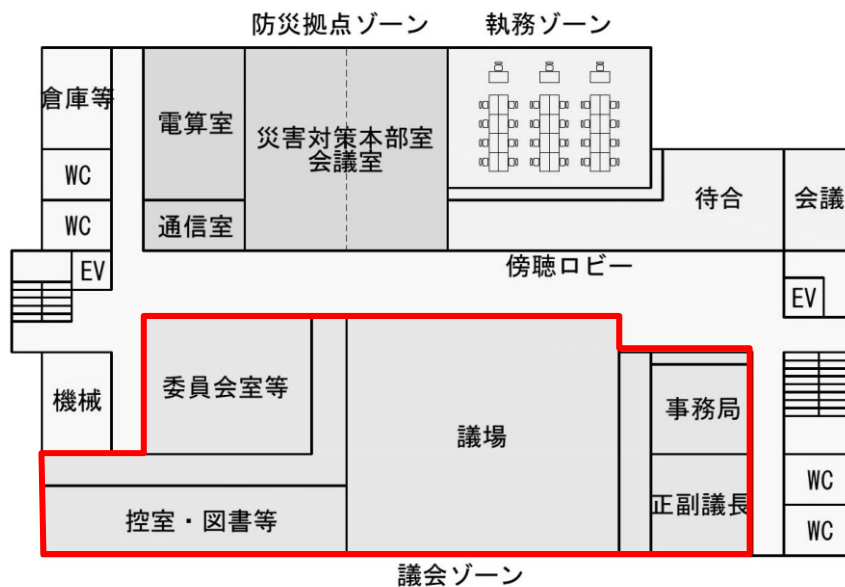 防災拠点ゾーン
執務ゾーン
倉庫等
電算室
災害対策本部室
会議室
WC
待合
会議
WC
通信室
EV
傍聴ロビー
EV
委員会室等
機械
議場
事務局
控室・図書等
正副議長
WC
WC
議会ゾーン